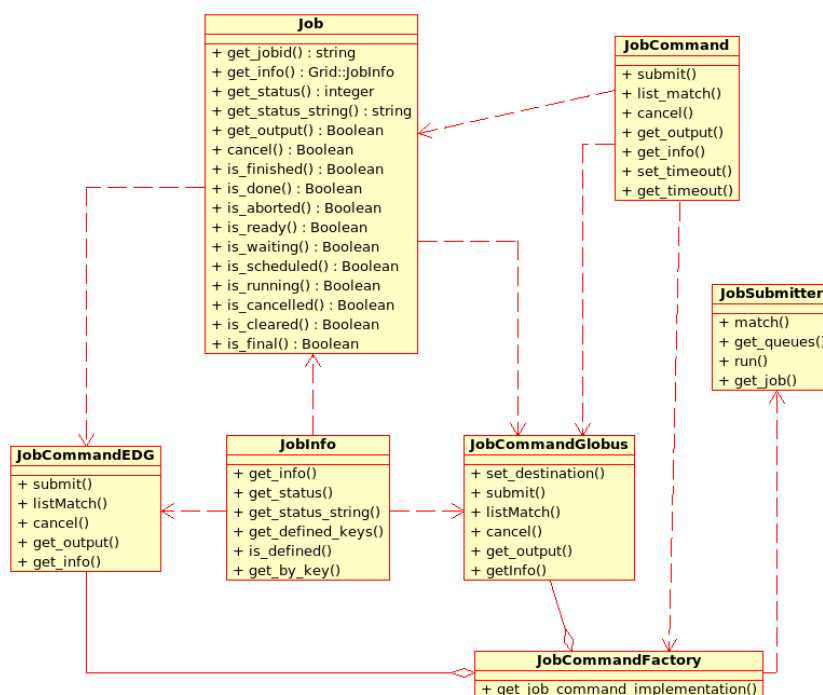 Job
+ get_jobid() : string
+ get_info() : Grid::JobInfo
+ get_status() : integer
+ get_status_string() : string
+ get_output() : Boolean
+ cancel() : Boolean
+ is_finished() : Boolean
+ is_done() : Boolean
+ is_aborted() : Boolean
+ is_ready() : Boolean
+ is_waiting() : Boolean
+ is_scheduled() : Boolean
+ is_running() : Boolean
+ is_cancelled() : Boolean
+ is_cleared() : Boolean
+ is_final() : Boolean
JobCommand
+ submit()
+ list_match()
+ cancel()
+ get_output()
+ get_info()
+ set_timeout()
+ get_timeout()
JobSubmitter
+ match()
+ get_queues()
+ run()
+ get_job()
JobCommandEDG
+ submit()
+ listMatch()
+ cancel()
+ get_output()
+ get_info()
JobInfo
+ get_info()
+ get_status()
+ get_status_string()
+ get_defined_keys()
+ is_defined()
+ get_by_key()
JobCommandGlobus
+ set_destination()
+ submit()
+ listMatch()
+ cancel()
+ get_output()
+ getInfo()
JobCommandFactory
+ get_job_command_implementation()